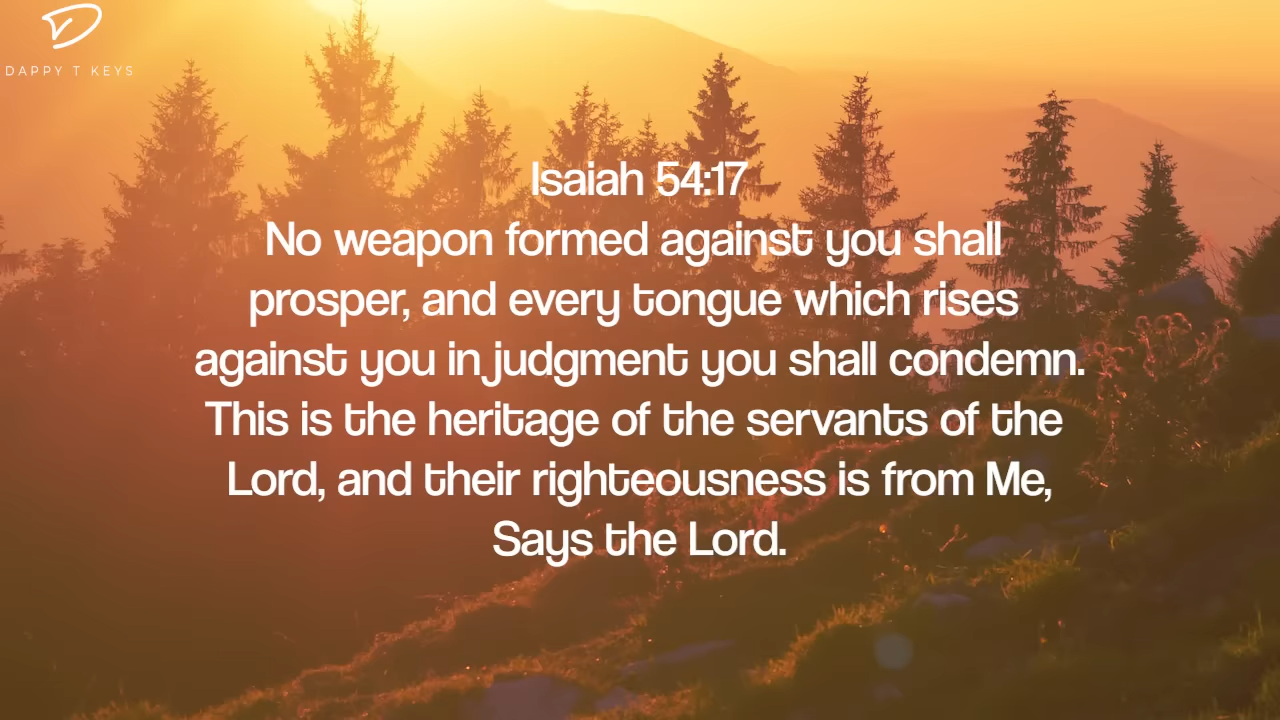 DAPPY T KEYS
Isaiah 54:17
No weapon formed against you shall
prosper, and every tongue which rises
against you in judgment you shall condemn.
This is the heritage of the servants of the
Lord, and their righteousness is from Me,
Says the Lord.